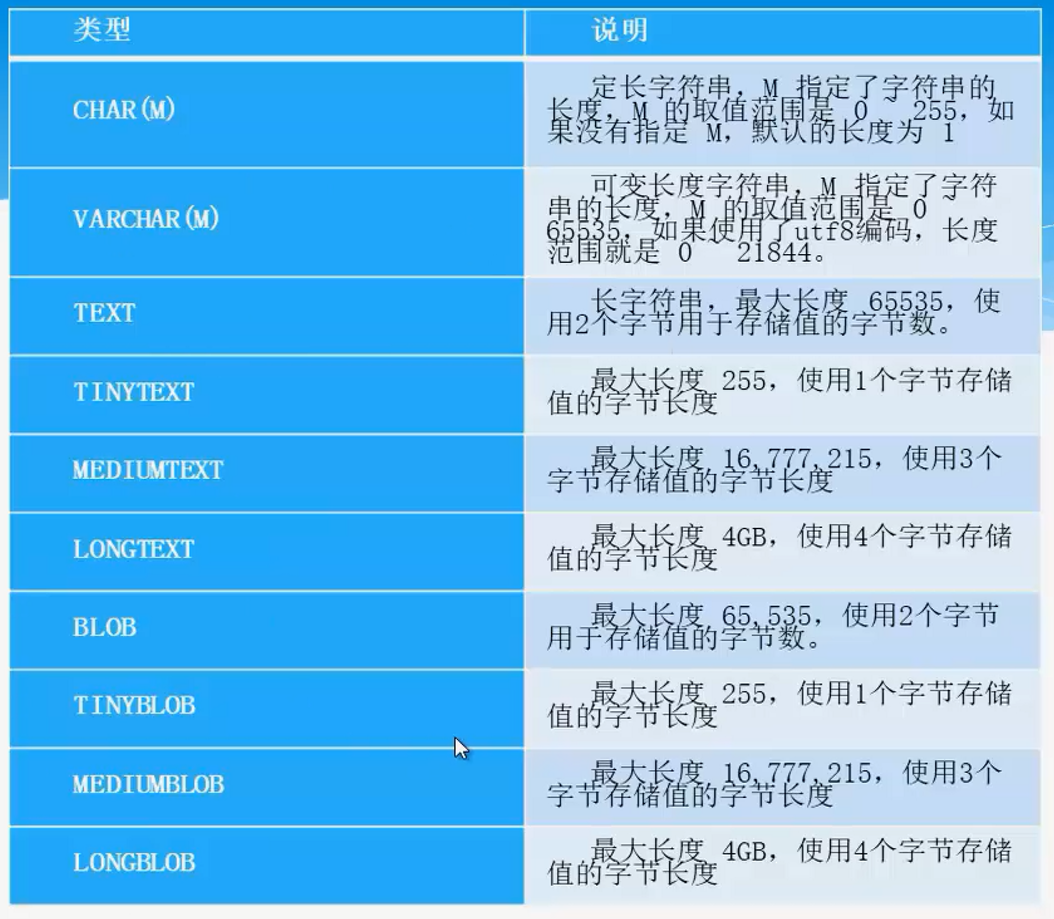 类型
说明
CHAR(M)
定长字符串，M 指定了字符串的
长度，M 的取值范围是 0 ~ 255，如
果没有指定 M，默认的长度为 1
VARCHAR(M)
可变长度字符串，M 指定了字符
串的长度，M 的取值范围是 0 ~
65535，如果使用了utf8编码，长度
范围就是 0 ~ 21844。
TEXT
长字符串，最大长度 65535，使
用2个字节用于存储值的字节数。
TINYTEXT
最大长度 255，使用1个字节存储
值的字节长度
MEDIUMTEXT
最大长度 16,777,215，使用3个
字节存储值的字节长度
LONGTEXT
最大长度 4GB，使用4个字节存储
值的字节长度
BLOB
最大长度 65,535，使用2个字节
用于存储值的字节数。
TINYBLOB
最大长度 255，使用1个字节存储
值的字节长度
MEDIUMBLOB
最大长度 16,777,215，使用3个
字节存储值的字节长度
LONGBLOB
最大长度 4GB，使用4个字节存储
值的字节长度